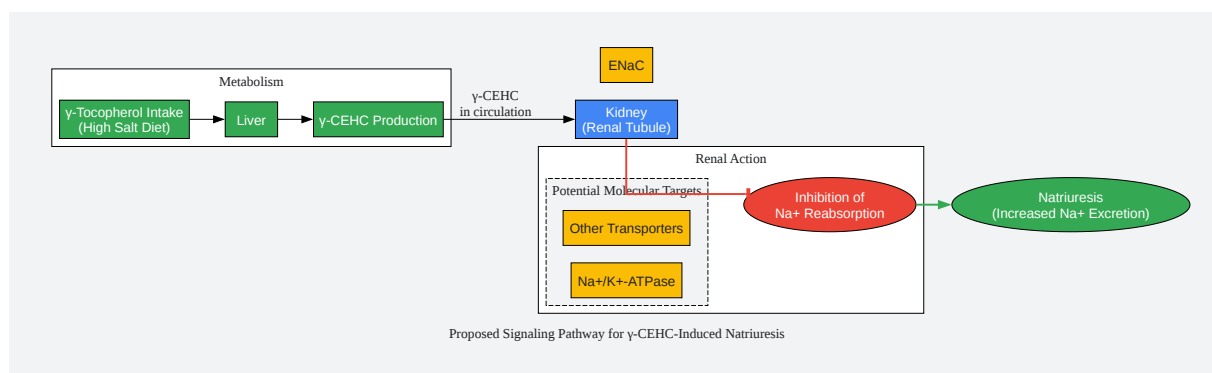 Metabolism
γ-Tocopherol Intake
(High Salt Diet)
Liver
γ-CEHC Production
γ-CEHC
in circulation
ENaC
Kidney
(Renal Tubule)
Renal Action
Potential Molecular Targets
Other Transporters
Na+/K+-ATPase
Inhibition of
Na+ Reabsorption
Natriuresis
(Increased Na+ Excretion)
Proposed Signaling Pathway for γ-CEHC-Induced Natriuresis